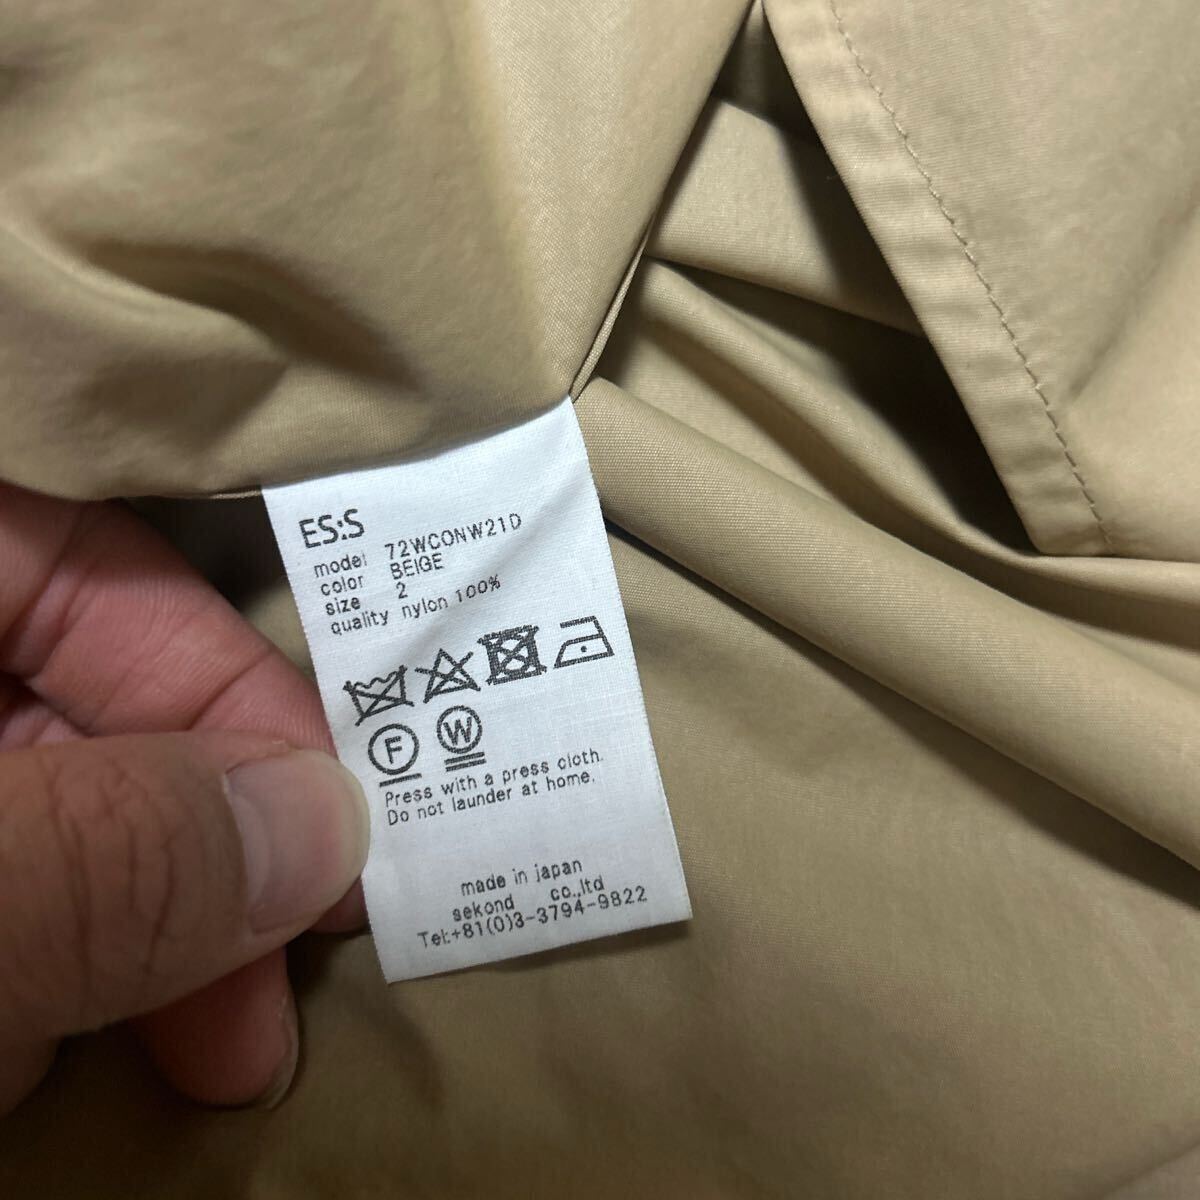 ES:S
model 72WCONW21D
color BEIGE
size 2
quality nylon 100%
F W
Press with a press cloth.
Do not launder at home.
made in japan
sekond co.,ltd
Tel:+81(0)3-3794-9822